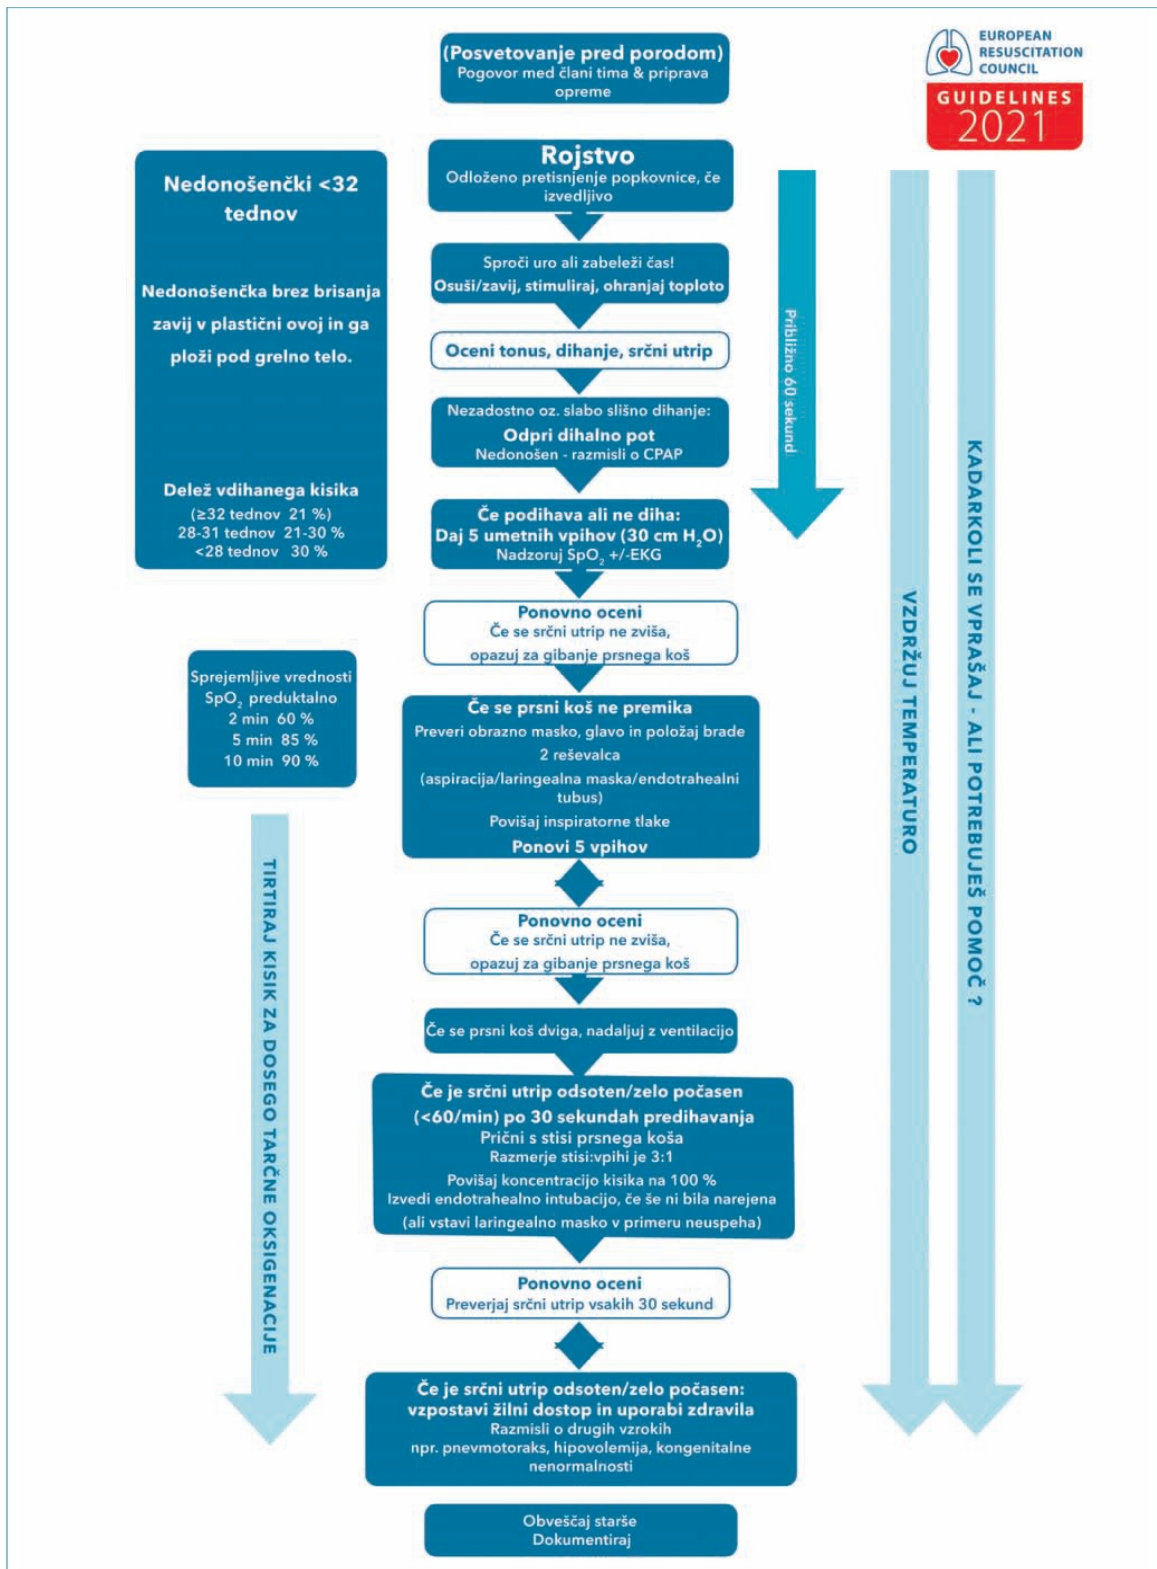 (Posvetovanje pred porodom)
Pogovor med člani tima & priprava
opreme
EUROPEAN
RESUSCITATION
COUNCIL
GUIDELINES
2021
Rojstvo
Odloženo pretisnjenje popkovnice, če
izvedljivo
Nedonošenčki <32
tednov
Nedonošenčka brez brisanja
zavij v plastični ovoj in ga
ploži pod grelno telo.
Delež vdihanega kisika
(≥32 tednov 21 %)
28-31 tednov 21-30 %
<28 tednov 30 %
Sproči uro ali zabeleži čas!
Osuši/zavij, stimuliraj, ohranjaj toploto
Oceni tonus, dihanje, srčni utrip
Nezadostno oz. slabo slišno dihanje:
Odpri dihalno pot
Nedonošen - razmisli o CPAP
Če podihava ali ne diha:
Daj 5 umetnih vpihov (30 cm H₂O)
Nadzoruj SpO₂ +/-EKG
Približno 60 sekund
Ponovno oceni
Če se srčni utrip ne zviša,
opazuj za gibanje prsnega koš
Sprejemljive vrednosti
SpO₂ preduktalno
2 min 60 %
5 min 85 %
10 min 90 %
Če se prsni koš ne premika
Preveri obrazno masko, glavo in položaj brade
2 reševalca
(aspiracija/laringealna maska/endotrahealni
tubus)
Povišaj inspiratorne tlake
Ponovi 5 vpihov
Ponovno oceni
Če se srčni utrip ne zviša,
opazuj za gibanje prsnega koš
Če se prsni koš dviga, nadaljuj z ventilacijo
Če je srčni utrip odsoten/zelo počasen
(<60/min) po 30 sekundah predihavanja
Prični s stisi prsnega koša
Razmerje stisi:vpihi je 3:1
Povišaj koncentracijo kisika na 100 %
Izvedi endotrahealno intubacijo, če še ni bila narejena
(ali vstavi laringealno masko v primeru neuspeha)
Ponovno oceni
Preverjaj srčni utrip vsakih 30 sekund
Če je srčni utrip odsoten/zelo počasen:
vzpostavi žilni dostop in uporabi zdravila
Razmisli o drugih vzrokih
npr. pnevmotoraks, hipovolemija, kongenitalne
nenormalnosti
Obveščaj starše
Dokumentiraj
TIRTIRAJ KISIK ZA DOSEGO TARČNE OKSIGENACIJE
VZDRŽUJ TEMPERATURO
KADARKOLI SE VPRAŠAJ - ALI POTREBUJEŠ POMOČ ?